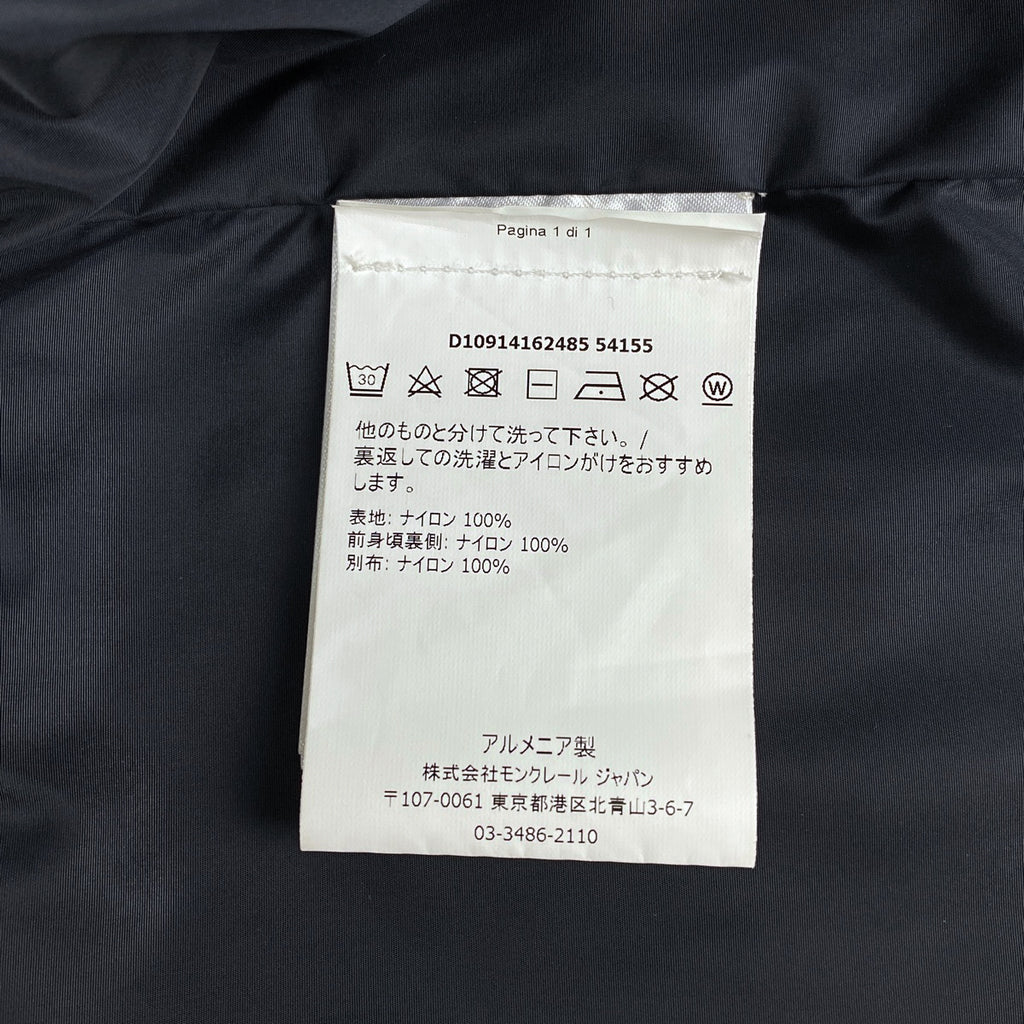 Pagina 1 di 1
D10914162485 54155
30 W
他のものと分けて洗って下さい。/
裏返しての洗濯とアイロンがけをおすすめ
します。
表地: ナイロン 100%
前身頃裏側: ナイロン 100%
別布: ナイロン 100%
アルメニア製
株式会社モンクレール ジャパン
〒107-0061 東京都港区北青山3-6-7
03-3486-2110